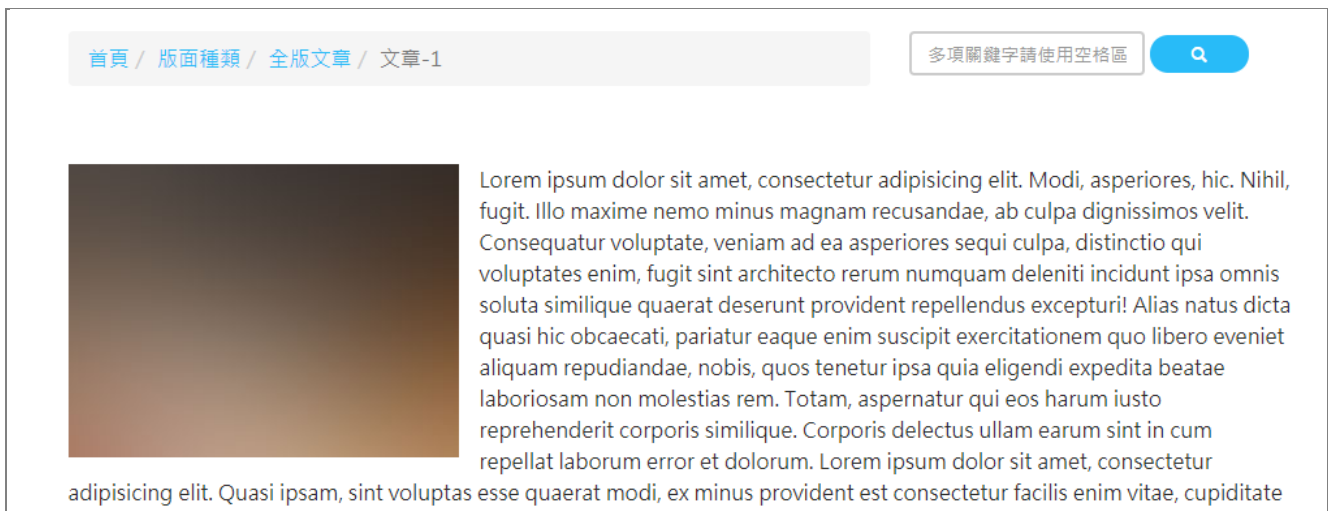 首頁 / 版面種類 / 全版文章 / 文章-1
多項關鍵字請使用空格區
Lorem ipsum dolor sit amet, consectetur adipisicing elit. Modi, asperiores, hic. Nihil,
fugit. Illo maxime nemo minus magnam recusandae, ab culpa dignissimos velit.
Consequatur voluptate, veniam ad ea asperiores sequi culpa, distinctio qui
voluptates enim, fugit sint architecto rerum numquam deleniti incidunt ipsa omnis
soluta similique quaerat deserunt provident repellendus excepturi! Alias natus dicta
quasi hic obcaecati, pariatur eaque enim suscipit exercitationem quo libero eveniet
aliquam repudiandae, nobis, quos tenetur ipsa quia eligendi expedita beatae
laboriosam non molestias rem. Totam, aspernatur qui eos harum iusto
reprehenderit corporis similique. Corporis delectus ullam earum sint in cum
repellat laborum error et dolorum. Lorem ipsum dolor sit amet, consectetur
adipisicing elit. Quasi ipsam, sint voluptas esse quaerat modi, ex minus provident est consectetur facilis enim vitae, cupiditate